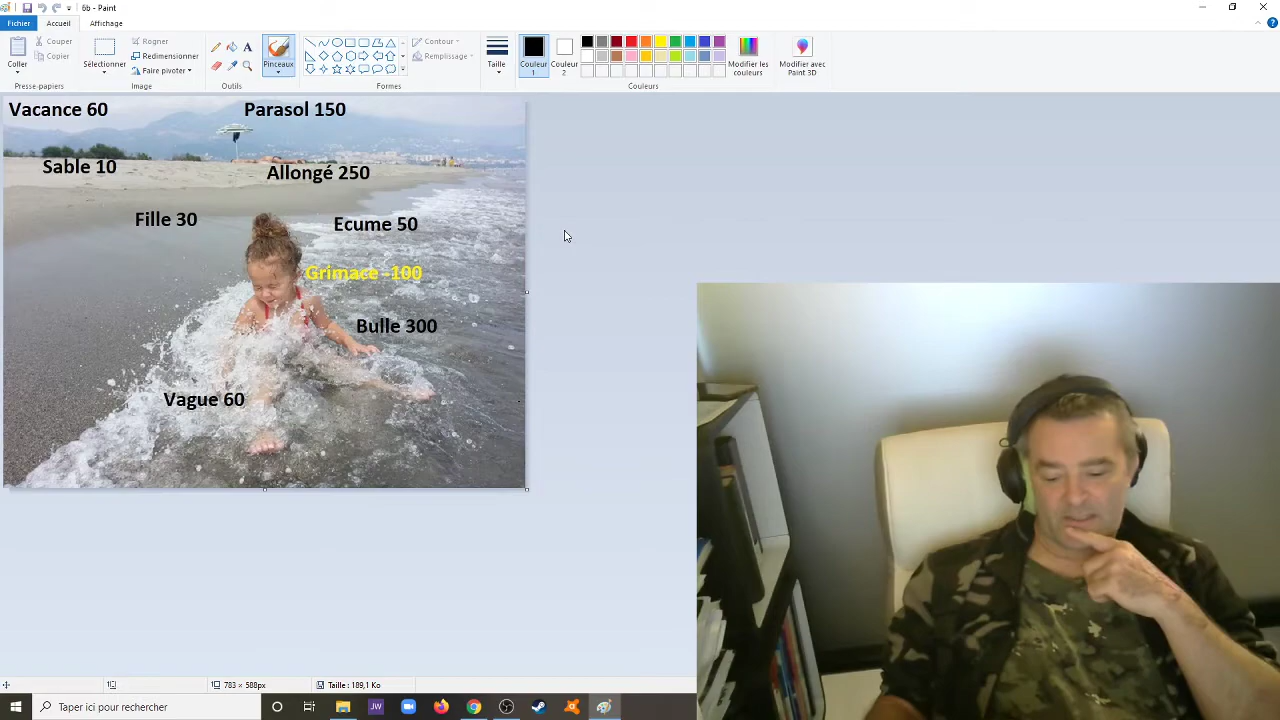 6b - Paint
Fichier
Accueil
Affichage
Coller
Couper
Copier
Presse-papiers
Sélectionner
Rogner
Redimensionner
Faire pivoter
Image
Outils
Pinceaux
Contour
Remplissage
Formes
Taille
Couleur
1
Couleur
2
Modifier les
couleurs
Couleurs
Modifier avec
Paint 3D
Vacance 60
Parasol 150
Sable 10
Allongé 250
Fille 30
Ecume 50
Grimace -100
Bulle 300
Vague 60
783 × 588px
Taille : 189,1 Ko
Taper ici pour rechercher
JW